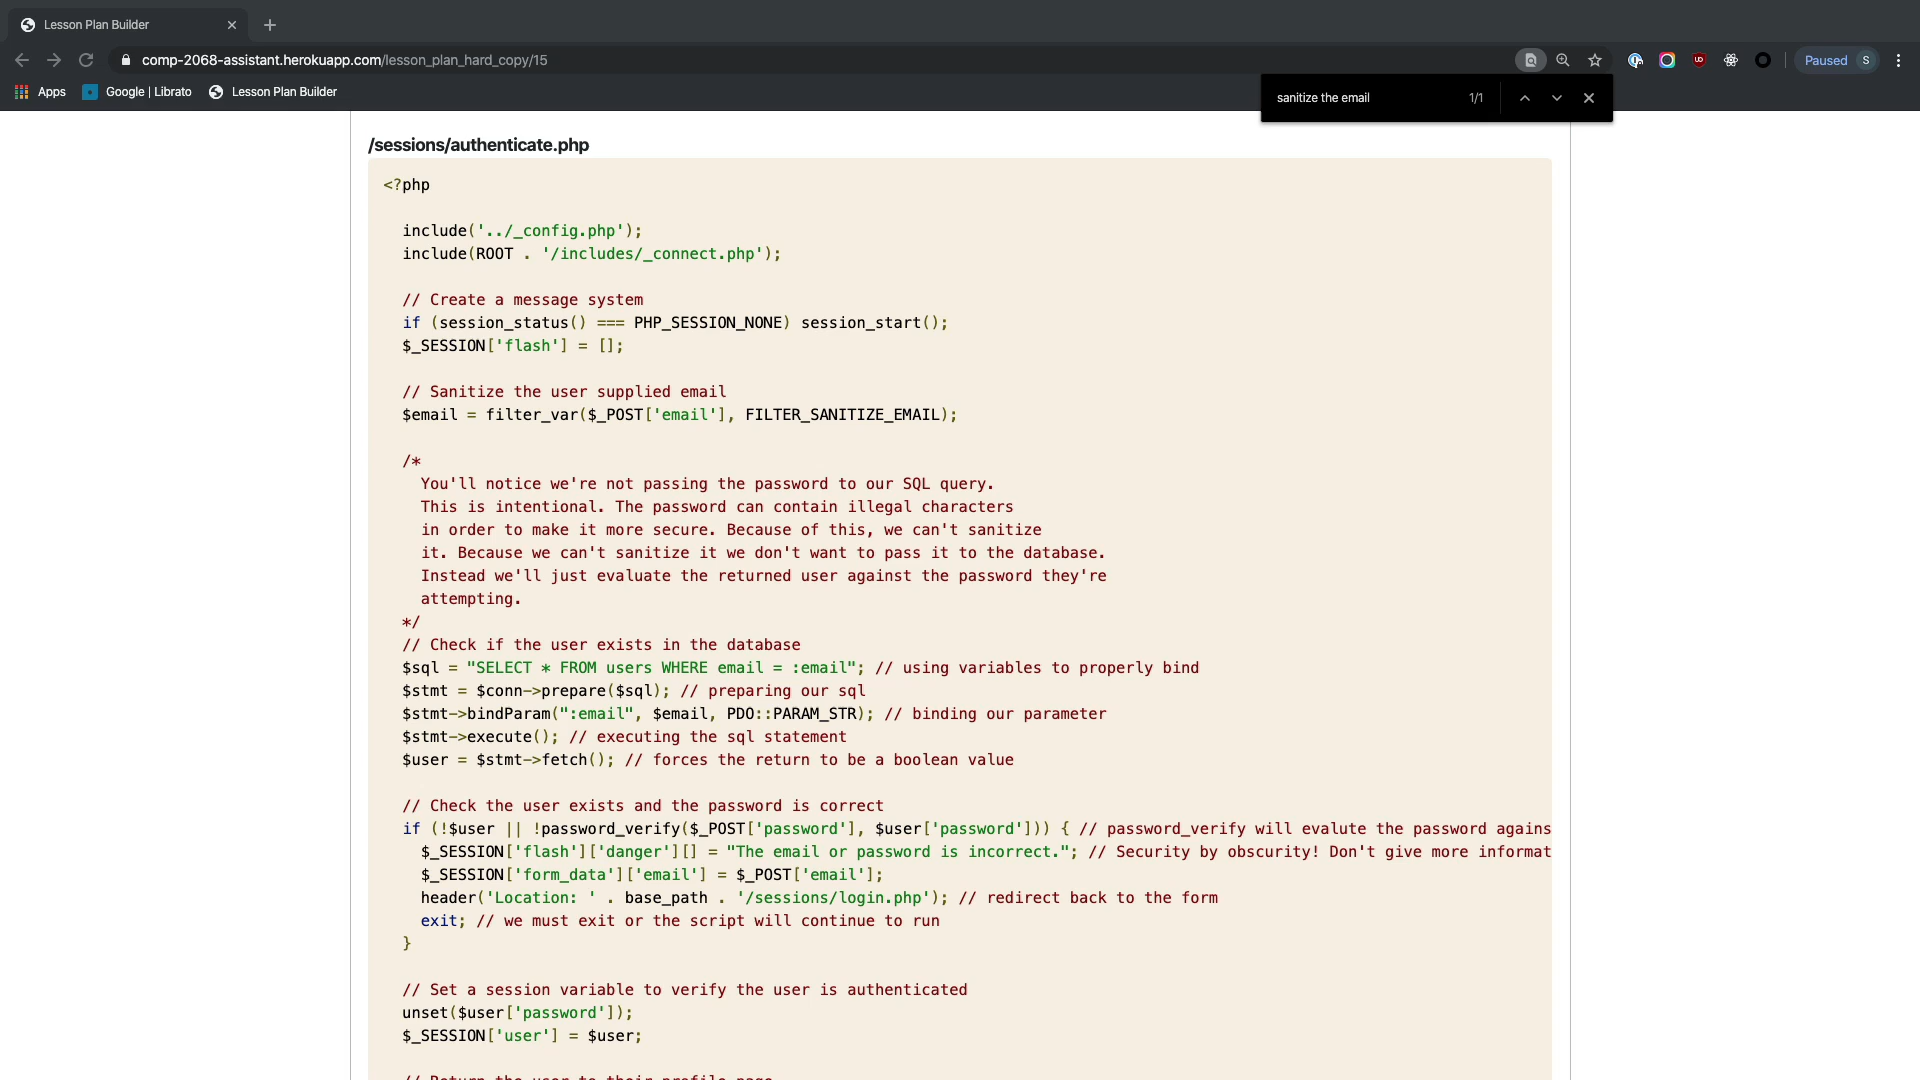 Lesson Plan Builder
comp-2068-assistant.herokuapp.com/lesson_plan_hard_copy/15
Paused S
Apps Google | Librato Lesson Plan Builder
sanitize the email 1/1
/sessions/authenticate.php
<?php
include('../_config.php');
include(ROOT . '/includes/_connect.php');
// Create a message system
if (session_status() === PHP_SESSION_NONE) session_start();
$_SESSION['flash'] = [];
// Sanitize the user supplied email
$email = filter_var($_POST['email'], FILTER_SANITIZE_EMAIL);
/*
You'll notice we're not passing the password to our SQL query.
This is intentional. The password can contain illegal characters
in order to make it more secure. Because of this, we can't sanitize
it. Because we can't sanitize it we don't want to pass it to the database.
Instead we'll just evaluate the returned user against the password they're
attempting.
*/
// Check if the user exists in the database
$sql = "SELECT * FROM users WHERE email = :email"; // using variables to properly bind
$stmt = $conn->prepare($sql); // preparing our sql
$stmt->bindParam(":email", $email, PDO::PARAM_STR); // binding our parameter
$stmt->execute(); // executing the sql statement
$user = $stmt->fetch(); // forces the return to be a boolean value
// Check the user exists and the password is correct
if (!$user || !password_verify($_POST['password'], $user['password'])) { // password_verify will evalute the password agains
$_SESSION['flash']['danger'][] = "The email or password is incorrect."; // Security by obscurity! Don't give more informat
$_SESSION['form_data']['email'] = $_POST['email'];
header('Location: ' . base_path . '/sessions/login.php'); // redirect back to the form
exit; // we must exit or the script will continue to run
}
// Set a session variable to verify the user is authenticated
unset($user['password']);
$_SESSION['user'] = $user;
// Return the user to their profile page